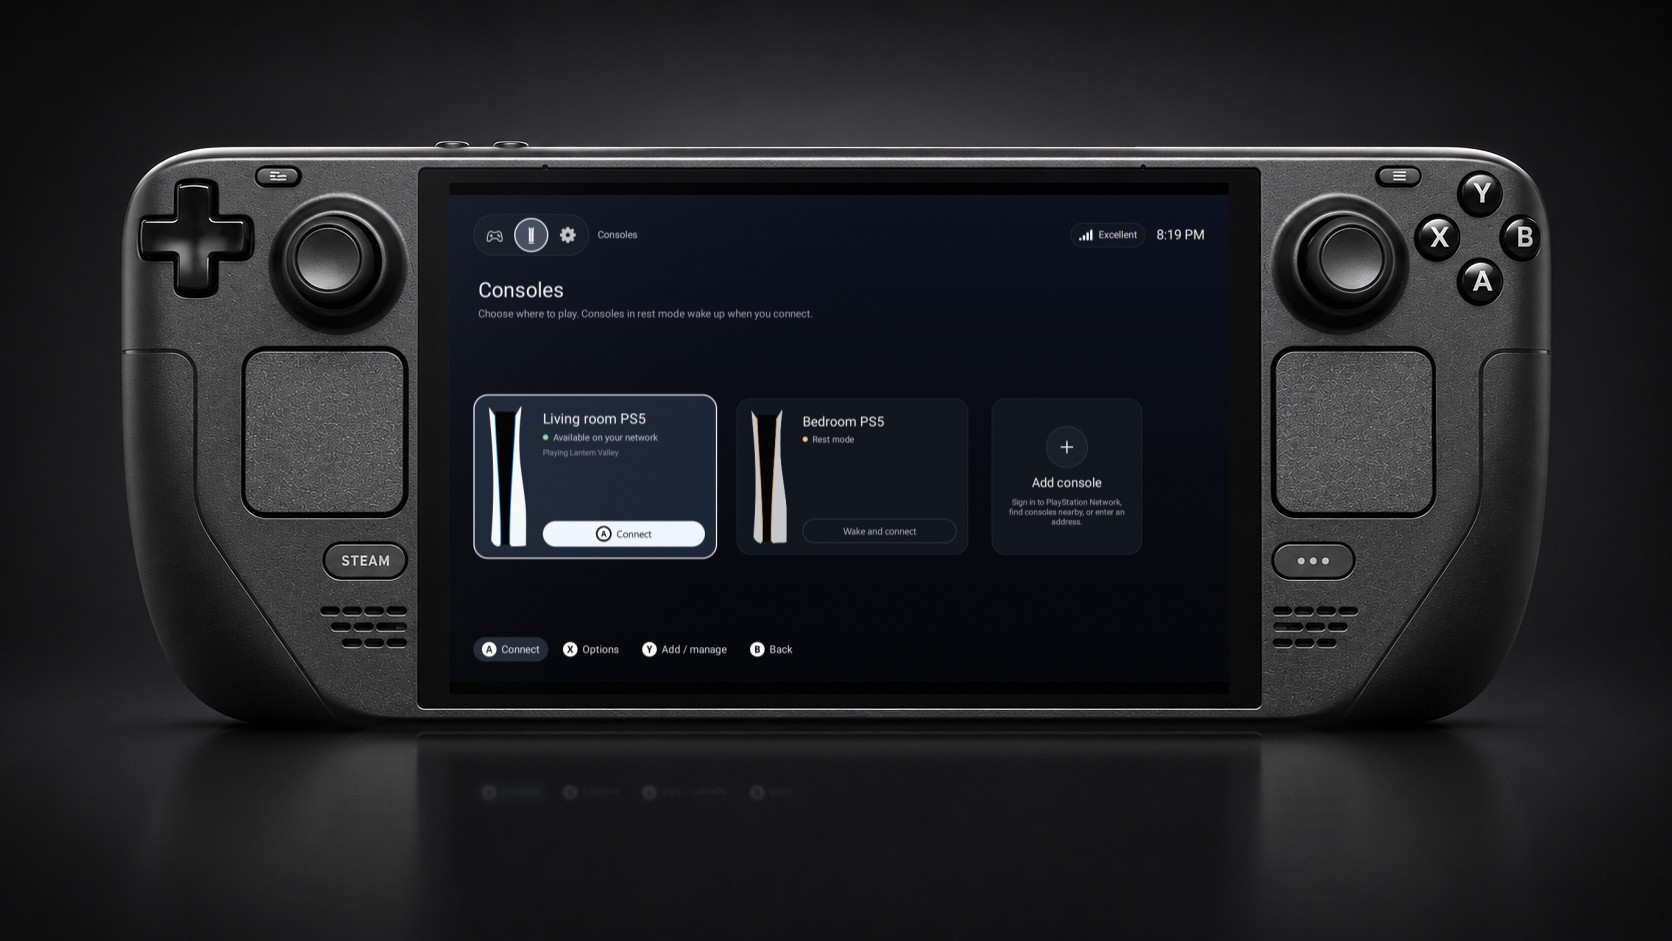 Consoles
Excellent
8:19 PM
Consoles
Choose where to play. Consoles in rest mode wake up when you connect.
Living room PS5
Available on your network
Playing Lantern Valley
A Connect
Bedroom PS5
Rest mode
Wake and connect
+
Add console
Sign in to PlayStation Network,
find consoles nearby, or enter an
address.
A Connect
X Options
Y Add / manage
B Back
Y
X
B
A
STEAM